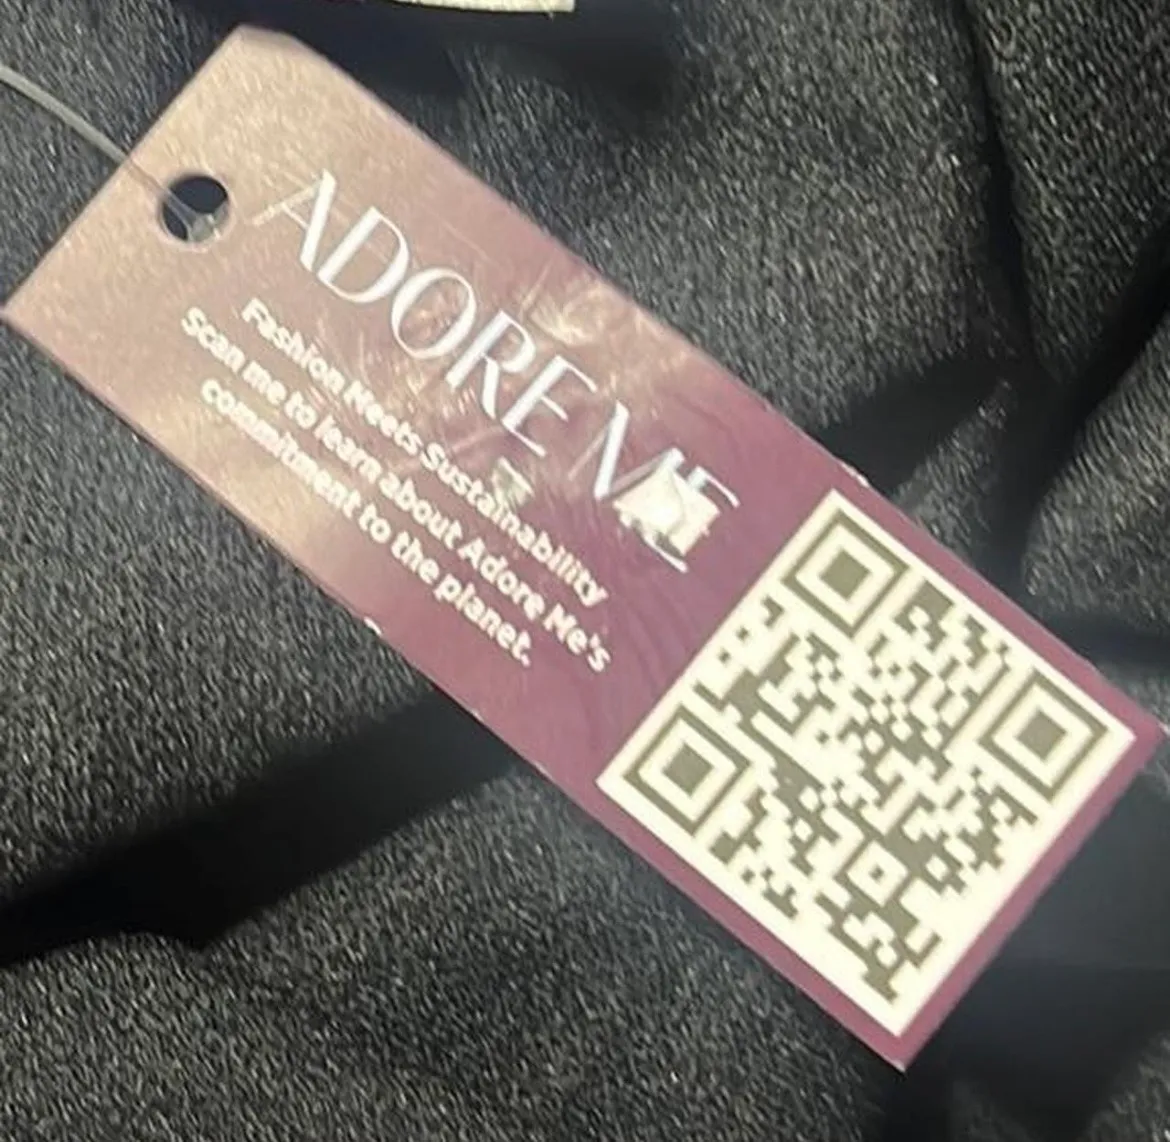 ADORE ME
Fashion Meets Sustainability
Scan me to learn about Adore Me's
commitment to the planet.